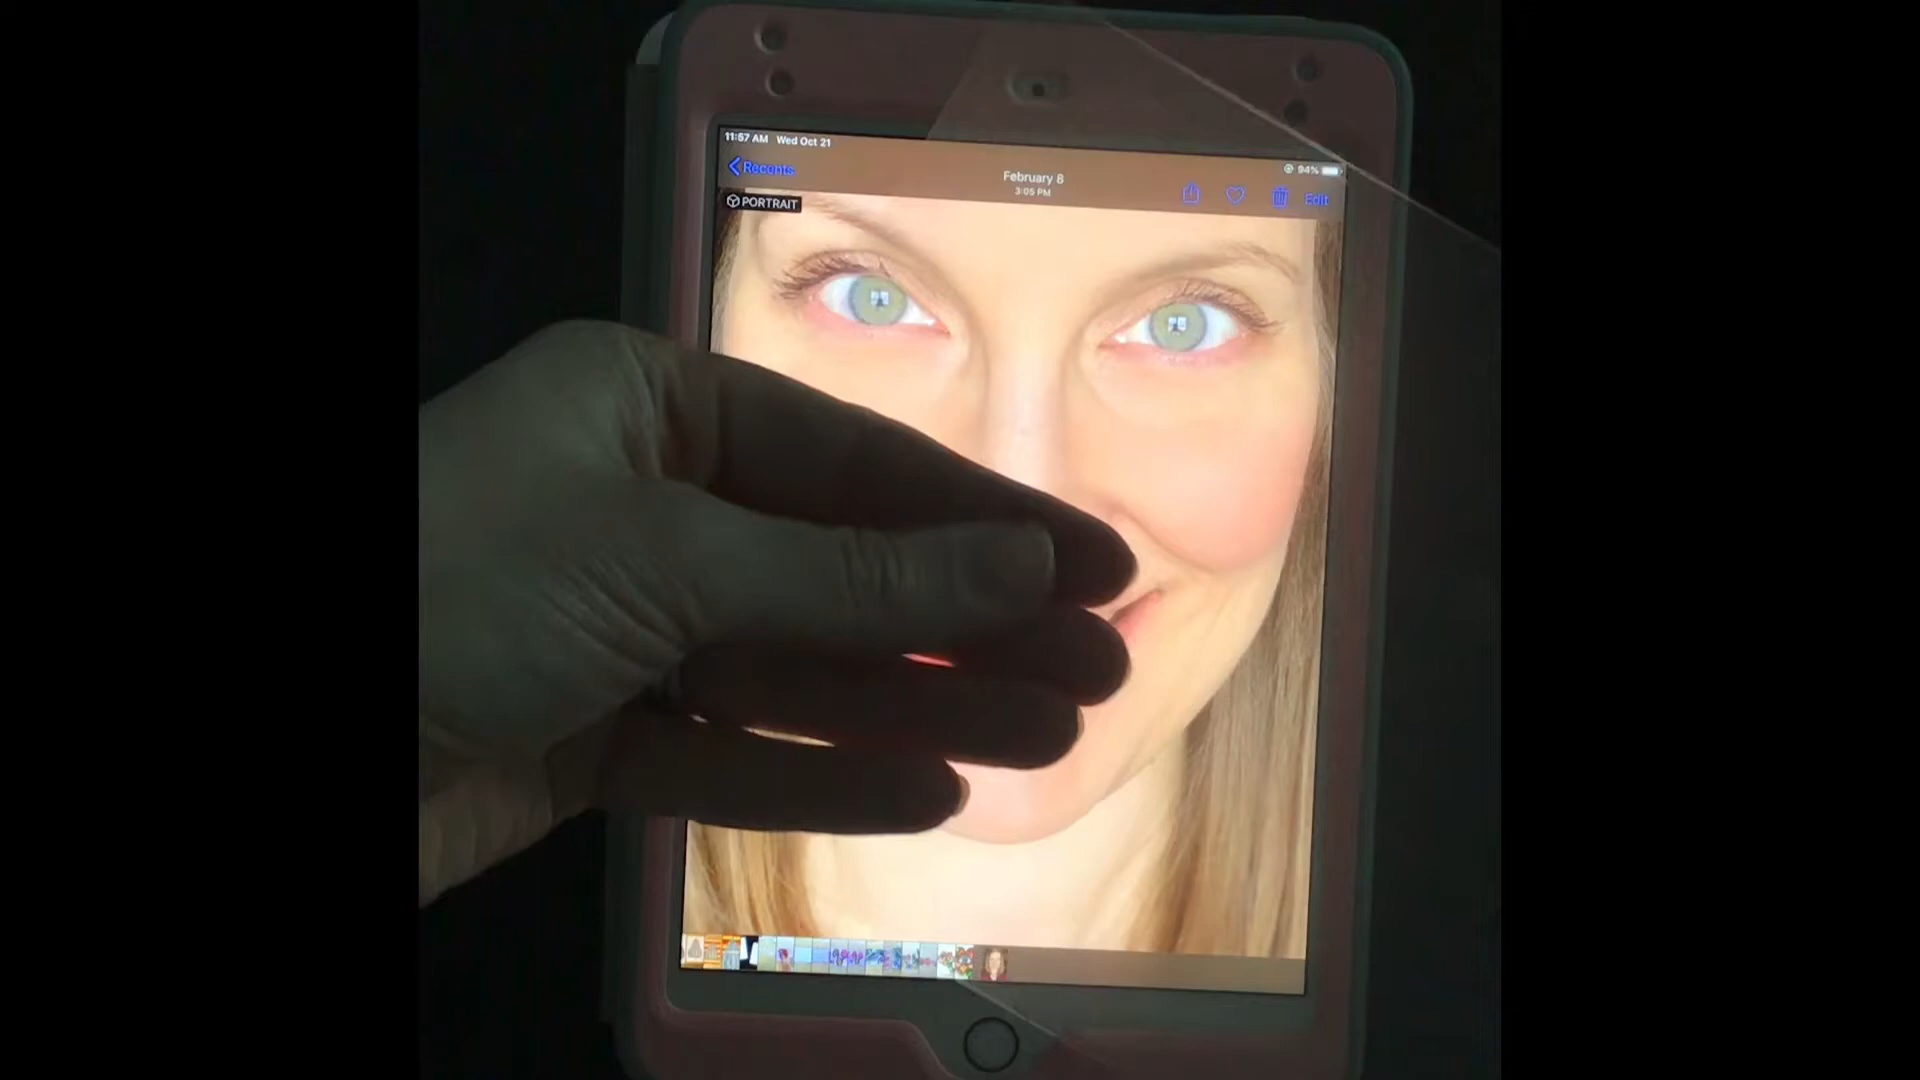 11:57 AM Wed Oct 21
94%
Recents
February 8
3:05 PM
Edit
PORTRAIT